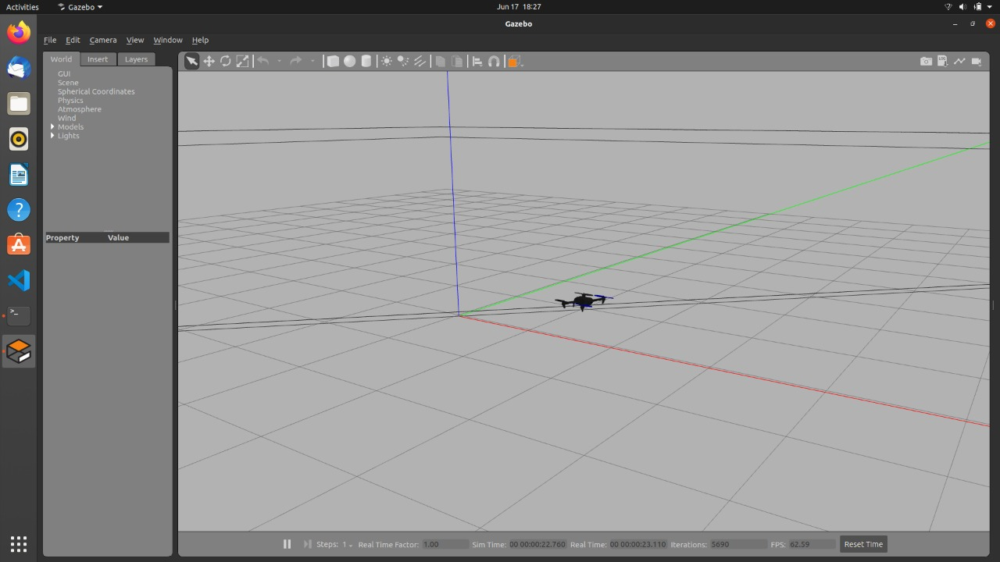 Activities Gazebo Jun 17 18:27
Gazebo
File Edit Camera View Window Help
World Insert Layers
GUI
Scene
Spherical Coordinates
Physics
Atmosphere
Wind
Models
Lights
Property Value
Steps: 1 Real Time Factor: 1.00 Sim Time: 00 00:00:22.760 Real Time: 00 00:00:23.110 Iterations: 5690 FPS: 62.59 Reset Time